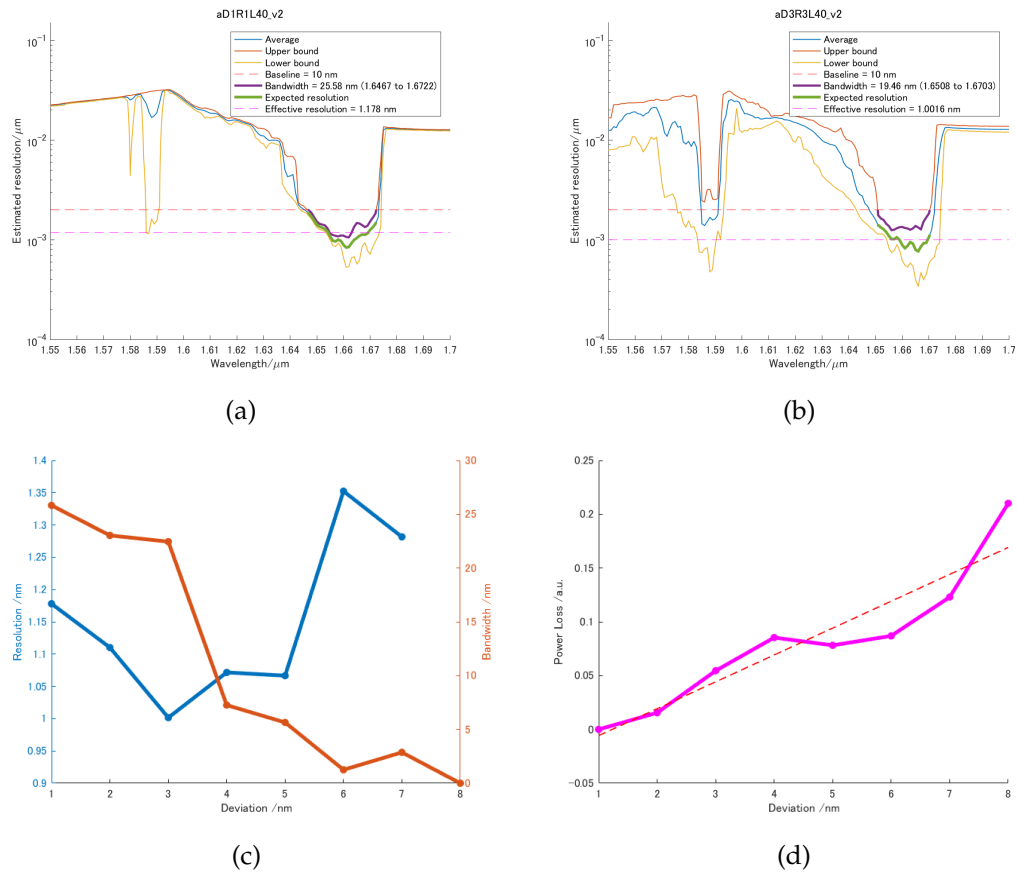 aD1R1L40_v2
Average
Upper bound
Lower bound
Baseline = 10 nm
Bandwidth = 25.58 nm (1.6467 to 1.6722)
Expected resolution
Effective resolution = 1.178 nm
Estimated resolution/μm
10⁻¹
10⁻²
10⁻³
10⁻⁴
1.55 1.56 1.57 1.58 1.59 1.6 1.61 1.62 1.63 1.64 1.65 1.66 1.67 1.68 1.69 1.7
Wavelength/μm
(a)
aD3R3L40_v2
Average
Upper bound
Lower bound
Baseline = 10 nm
Bandwidth = 19.46 nm (1.6508 to 1.6703)
Expected resolution
Effective resolution = 1.0016 nm
Estimated resolution/μm
10⁻¹
10⁻²
10⁻³
10⁻⁴
1.55 1.56 1.57 1.58 1.59 1.6 1.61 1.62 1.63 1.64 1.65 1.66 1.67 1.68 1.69 1.7
Wavelength/μm
(b)
Resolution /nm
1.4
1.35
1.3
1.25
1.2
1.15
1.1
1.05
1
0.95
0.9
Bandwidth /nm
30
25
20
15
10
5
0
1 2 3 4 5 6 7 8
Deviation /nm
(c)
Power Loss /a.u.
0.25
0.2
0.15
0.1
0.05
0
−0.05
1 2 3 4 5 6 7 8
Deviation /nm
(d)